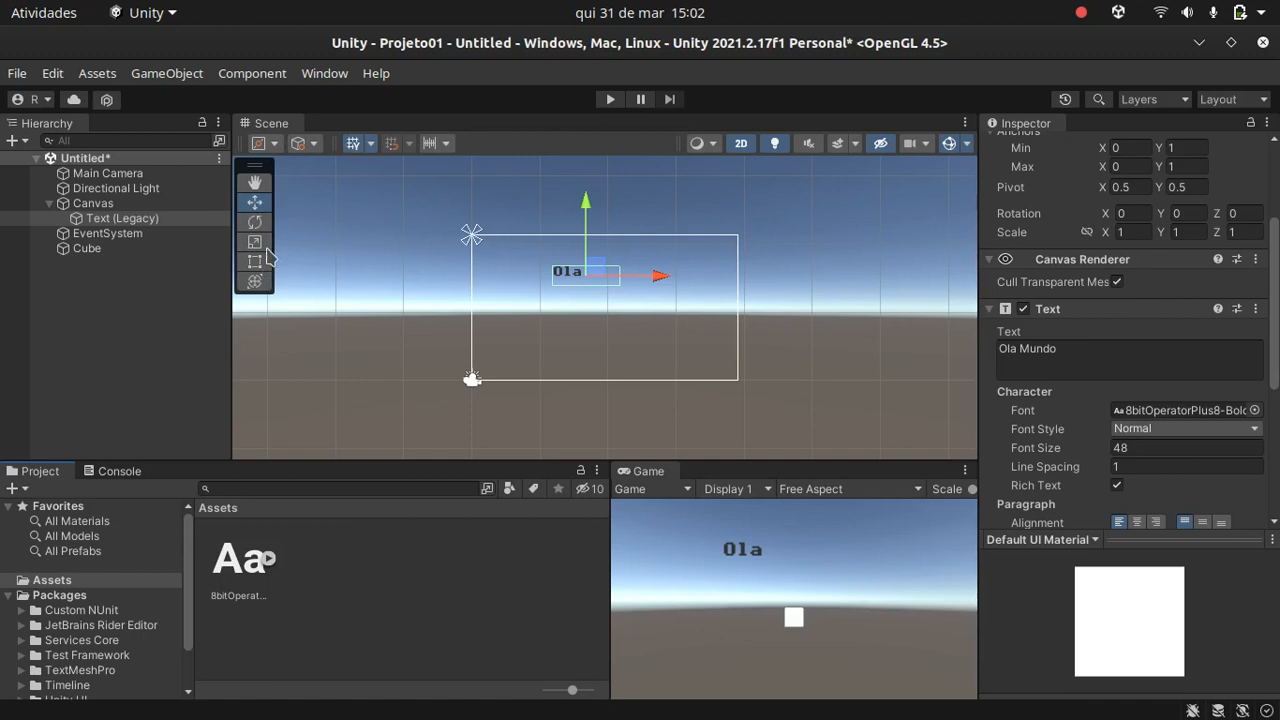 Atividades Unity qui 31 de mar 15:02
Unity - Projeto01 - Untitled - Windows, Mac, Linux - Unity 2021.2.17f1 Personal* <OpenGL 4.5>
File Edit Assets GameObject Component Window Help
R Layers Layout
Hierarchy
All
Untitled*
Main Camera
Directional Light
Canvas
Text (Legacy)
EventSystem
Cube
Scene
2D
Ola
Inspector
Anchors
Min X 0 Y 1
Max X 0 Y 1
Pivot X 0.5 Y 0.5
Rotation X 0 Y 0 Z 0
Scale X 1 Y 1 Z 1
Canvas Renderer
Cull Transparent Mes
Text
Text
Ola Mundo
Character
Font Aa 8bitOperatorPlus8-Bolc
Font Style Normal
Font Size 48
Line Spacing 1
Rich Text
Paragraph
Alignment
Default UI Material
Project Console
10
Favorites
All Materials
All Models
All Prefabs
Assets
Packages
Custom NUnit
JetBrains Rider Editor
Services Core
Test Framework
TextMeshPro
Timeline
Unity UI
Assets
Aa
8bitOperat...
Game
Game Display 1 Free Aspect Scale
Ola